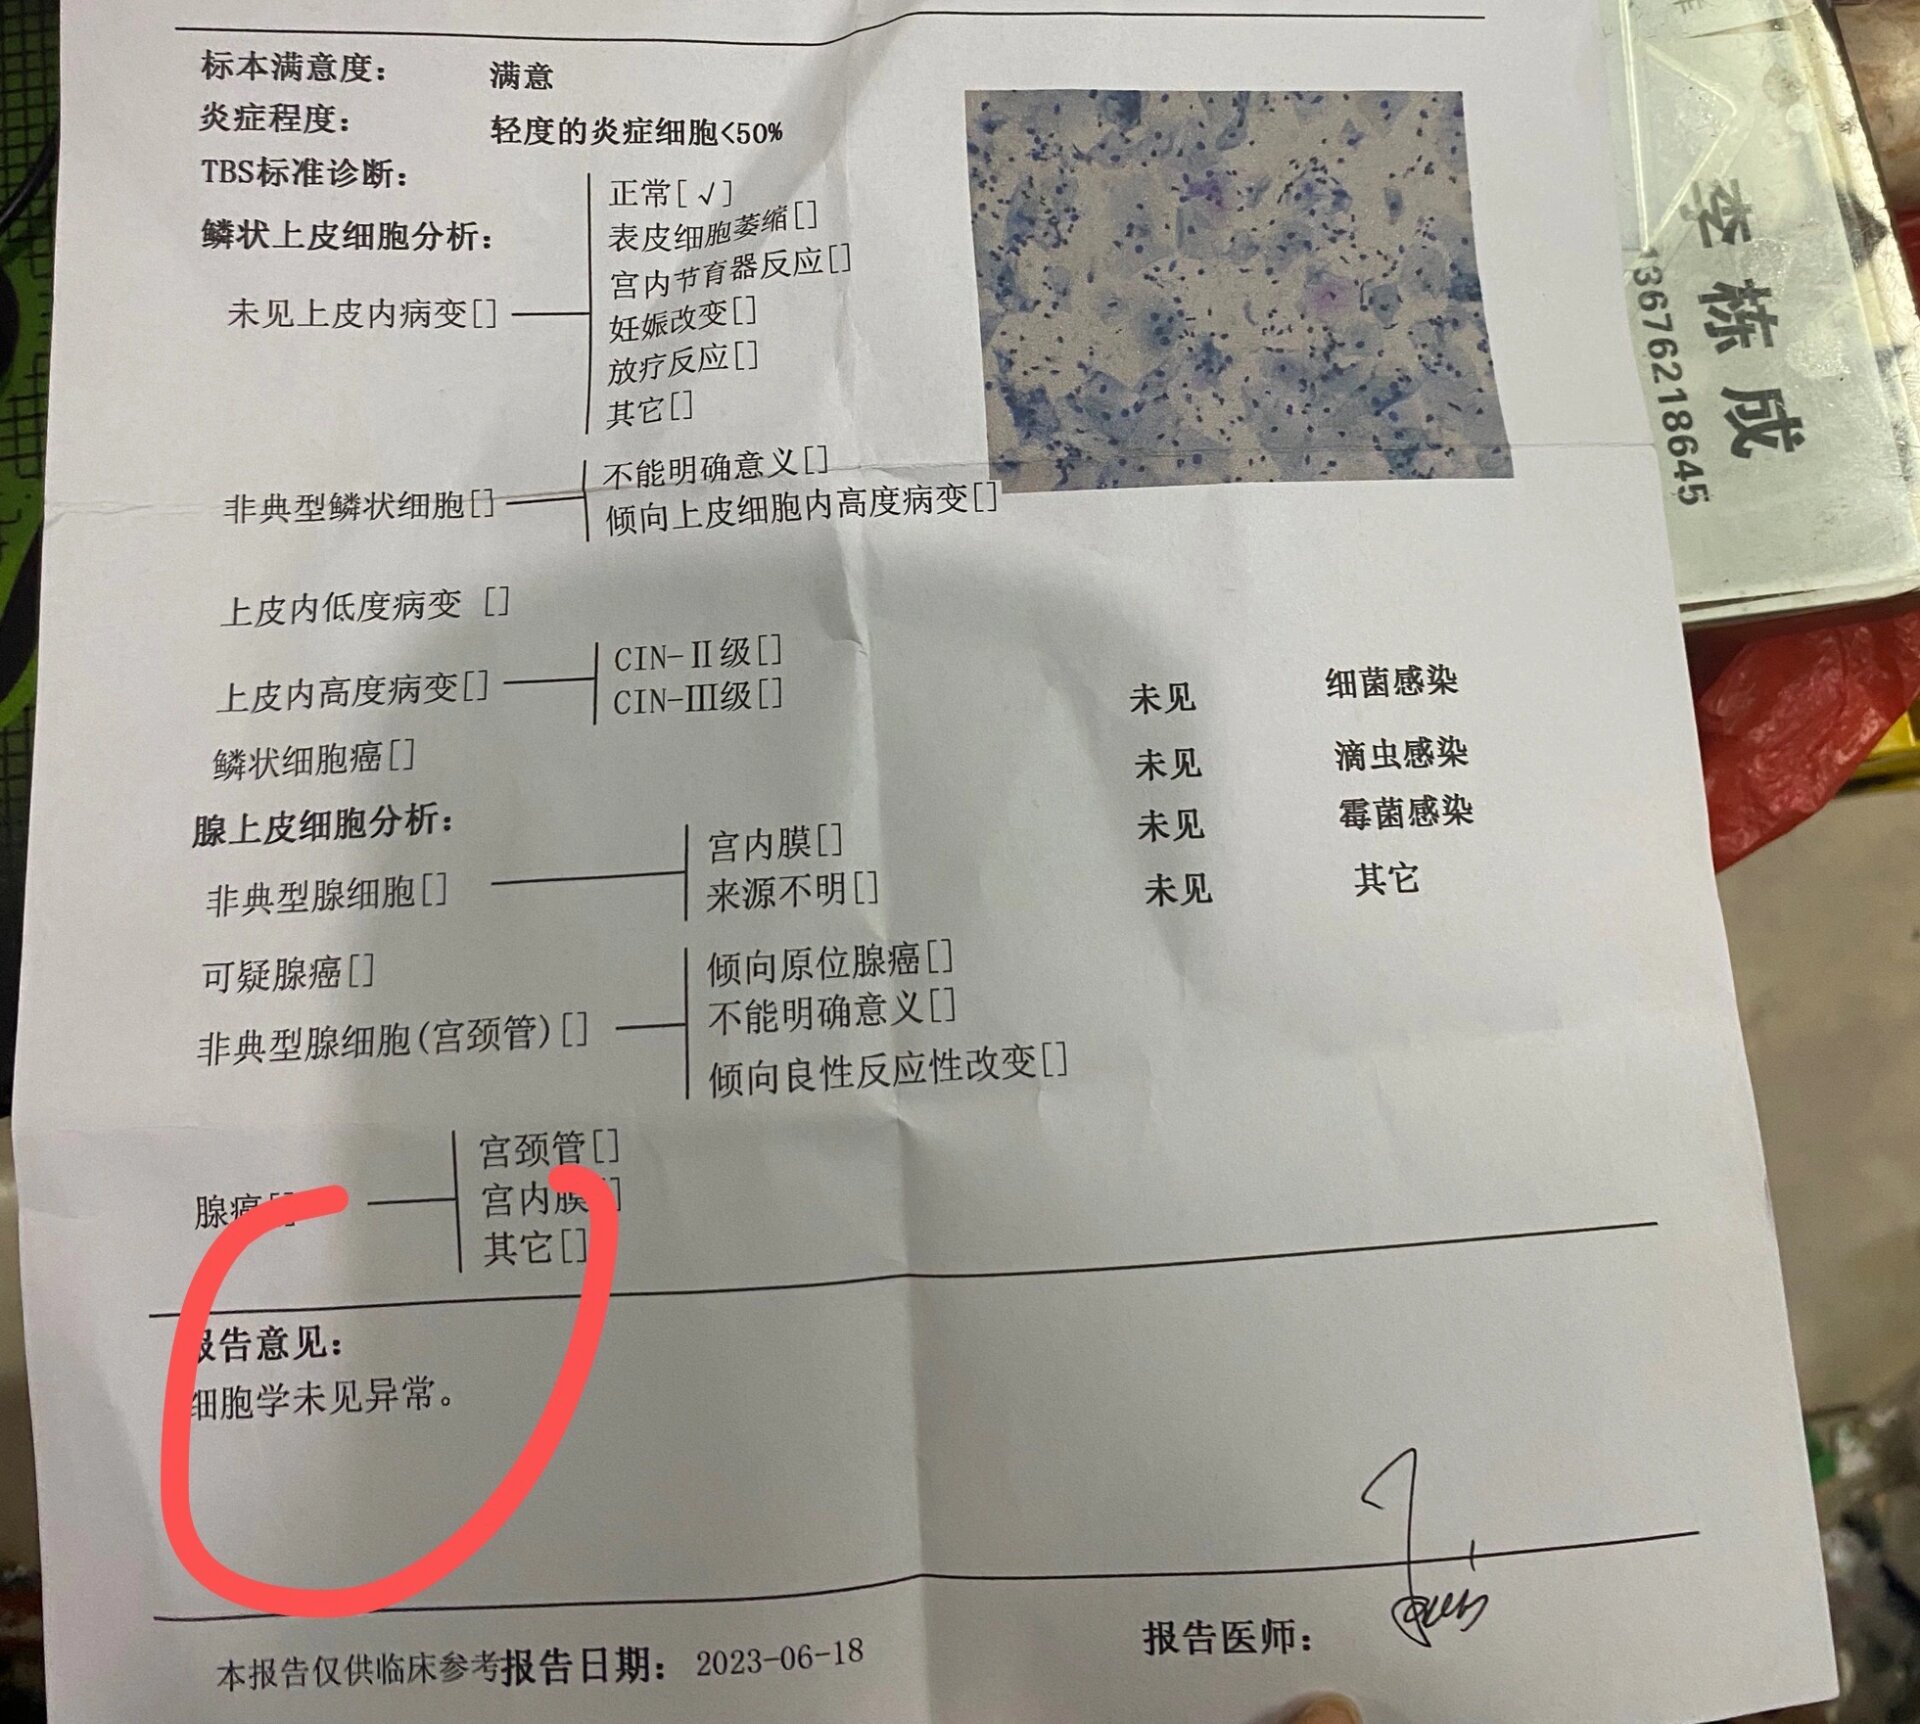 标本满意度： 满意
炎症程度： 轻度的炎症细胞<50%
TBS标准诊断：
鳞状上皮细胞分析：
正常[√]
表皮细胞萎缩[]
宫内节育器反应[]
未见上皮内病变[]
妊娠改变[]
放疗反应[]
其它[]
不能明确意义[]
非典型鳞状细胞[]
倾向上皮细胞内高度病变[]
上皮内低度病变 []
上皮内高度病变[]
CIN-Ⅱ级[]
CIN-Ⅲ级[]
鳞状细胞癌[]
未见 细菌感染
未见 滴虫感染
未见 霉菌感染
未见 其它
腺上皮细胞分析：
非典型腺细胞[]
宫内膜[]
来源不明[]
可疑腺癌[]
非典型腺细胞(宫颈管)[]
倾向原位腺癌[]
不能明确意义[]
倾向良性反应性改变[]
腺癌[]
宫颈管[]
宫内膜[]
其它[]
报告意见：
细胞学未见异常。
本报告仅供临床参考报告日期： 2023-06-18
报告医师：
李栋成
13676218645